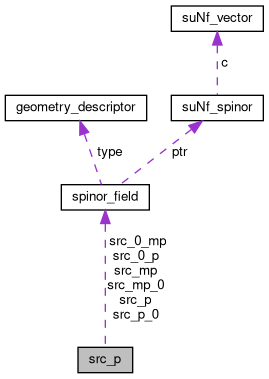 suNf_vector
c
geometry_descriptor
suNf_spinor
type
ptr
spinor_field
src_0_mp
src_0_p
src_mp
src_mp_0
src_p
src_p_0
src_p